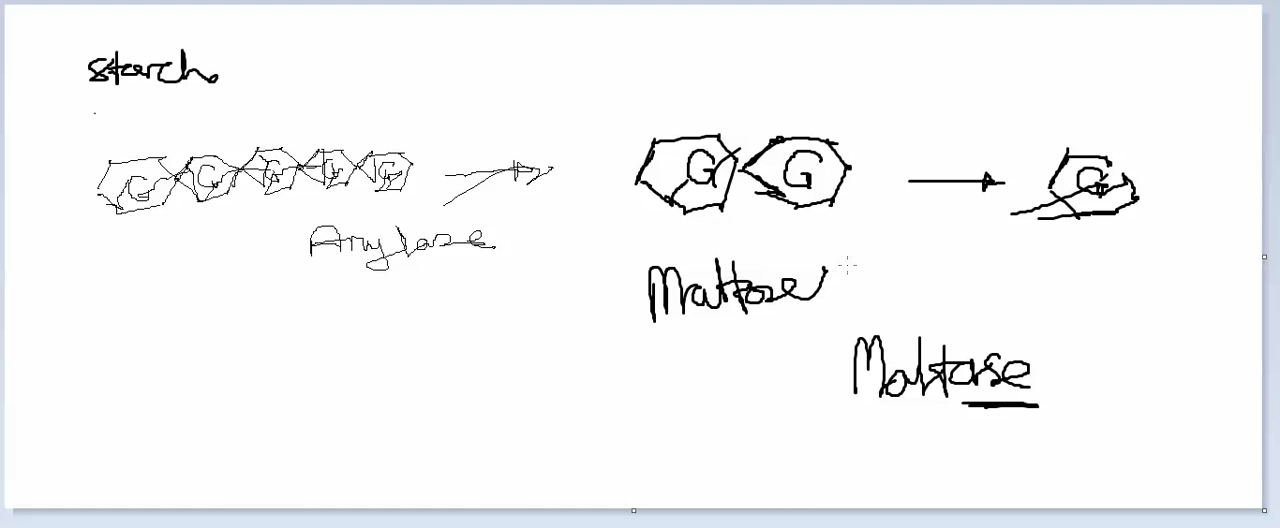 starch
G G G G G
G G
G
Amylase
Maltose
Maltase